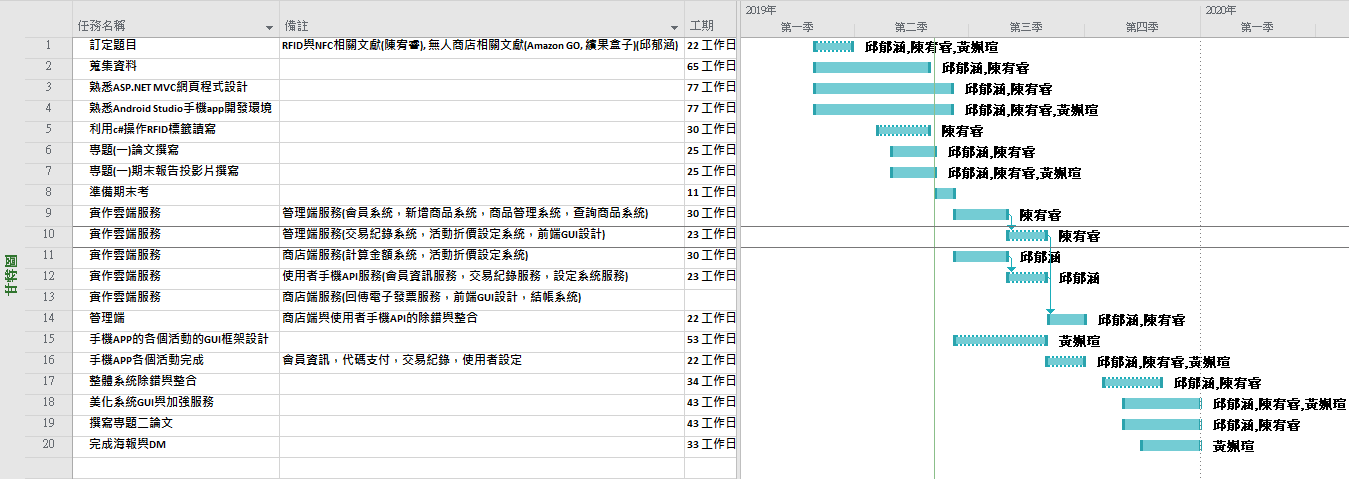 2019年 2020年
任務名稱 備註 工期 第一季 第二季 第三季 第四季 第一季
1 訂定題目 RFID與NFC相關文獻(陳宥睿), 無人商店相關文獻(Amazon GO, 繽果盒子)(邱郁涵) 22 工作日 邱郁涵,陳宥睿,黃姵瑄
2 蒐集資料 65 工作日 邱郁涵,陳宥睿
3 熟悉ASP.NET MVC網頁程式設計 77 工作日 邱郁涵,陳宥睿
4 熟悉Android Studio手機app開發環境 77 工作日 邱郁涵,陳宥睿,黃姵瑄
5 利用c#操作RFID標籤讀寫 30 工作日 陳宥睿
6 專題(一)論文撰寫 25 工作日 邱郁涵,陳宥睿
7 專題(一)期末報告投影片撰寫 25 工作日 邱郁涵,陳宥睿,黃姵瑄
8 準備期末考 11 工作日
9 實作雲端服務 管理端服務(會員系統，新增商品系統，商品管理系統，查詢商品系統) 30 工作日 陳宥睿
10 實作雲端服務 管理端服務(交易紀錄系統，活動折價設定系統，前端GUI設計) 23 工作日 陳宥睿
11 實作雲端服務 商店端服務(計算金額系統，活動折價設定系統) 30 工作日 邱郁涵
12 實作雲端服務 使用者手機API服務(會員資訊服務，交易紀錄服務，設定系統服務) 23 工作日 邱郁涵
甘特圖
13 實作雲端服務 商店端服務(回傳電子發票服務，前端GUI設計，結帳系統)
14 管理端 商店端與使用者手機API的除錯與整合 22 工作日 邱郁涵,陳宥睿
15 手機APP的各個活動的GUI框架設計 53 工作日 黃姵瑄
16 手機APP各個活動完成 會員資訊，代碼支付，交易紀錄，使用者設定 22 工作日 邱郁涵,陳宥睿,黃姵瑄
17 整體系統除錯與整合 34 工作日 邱郁涵,陳宥睿
18 美化系統GUI與加強服務 43 工作日 邱郁涵,陳宥睿,黃姵瑄
19 撰寫專題二論文 43 工作日 邱郁涵,陳宥睿
20 完成海報與DM 33 工作日 黃姵瑄